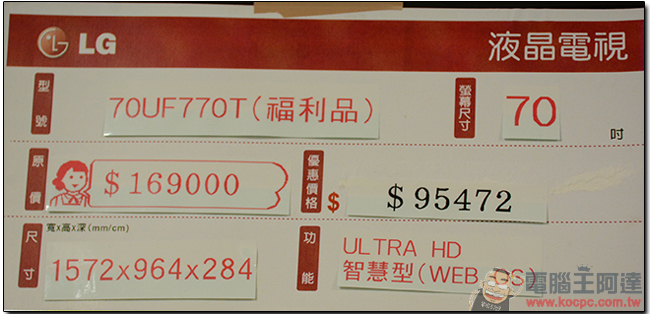 LG 液晶電視
型號 70UF770T(福利品) 螢幕尺寸 70 吋
原價 $169000 優惠價格 $ $95472
尺寸 寬x高x深(mm/cm) 功能
1572x964x284
ULTRA HD
智慧型(WEB OS)
電腦王阿達
http://www.kocpc.com.tw